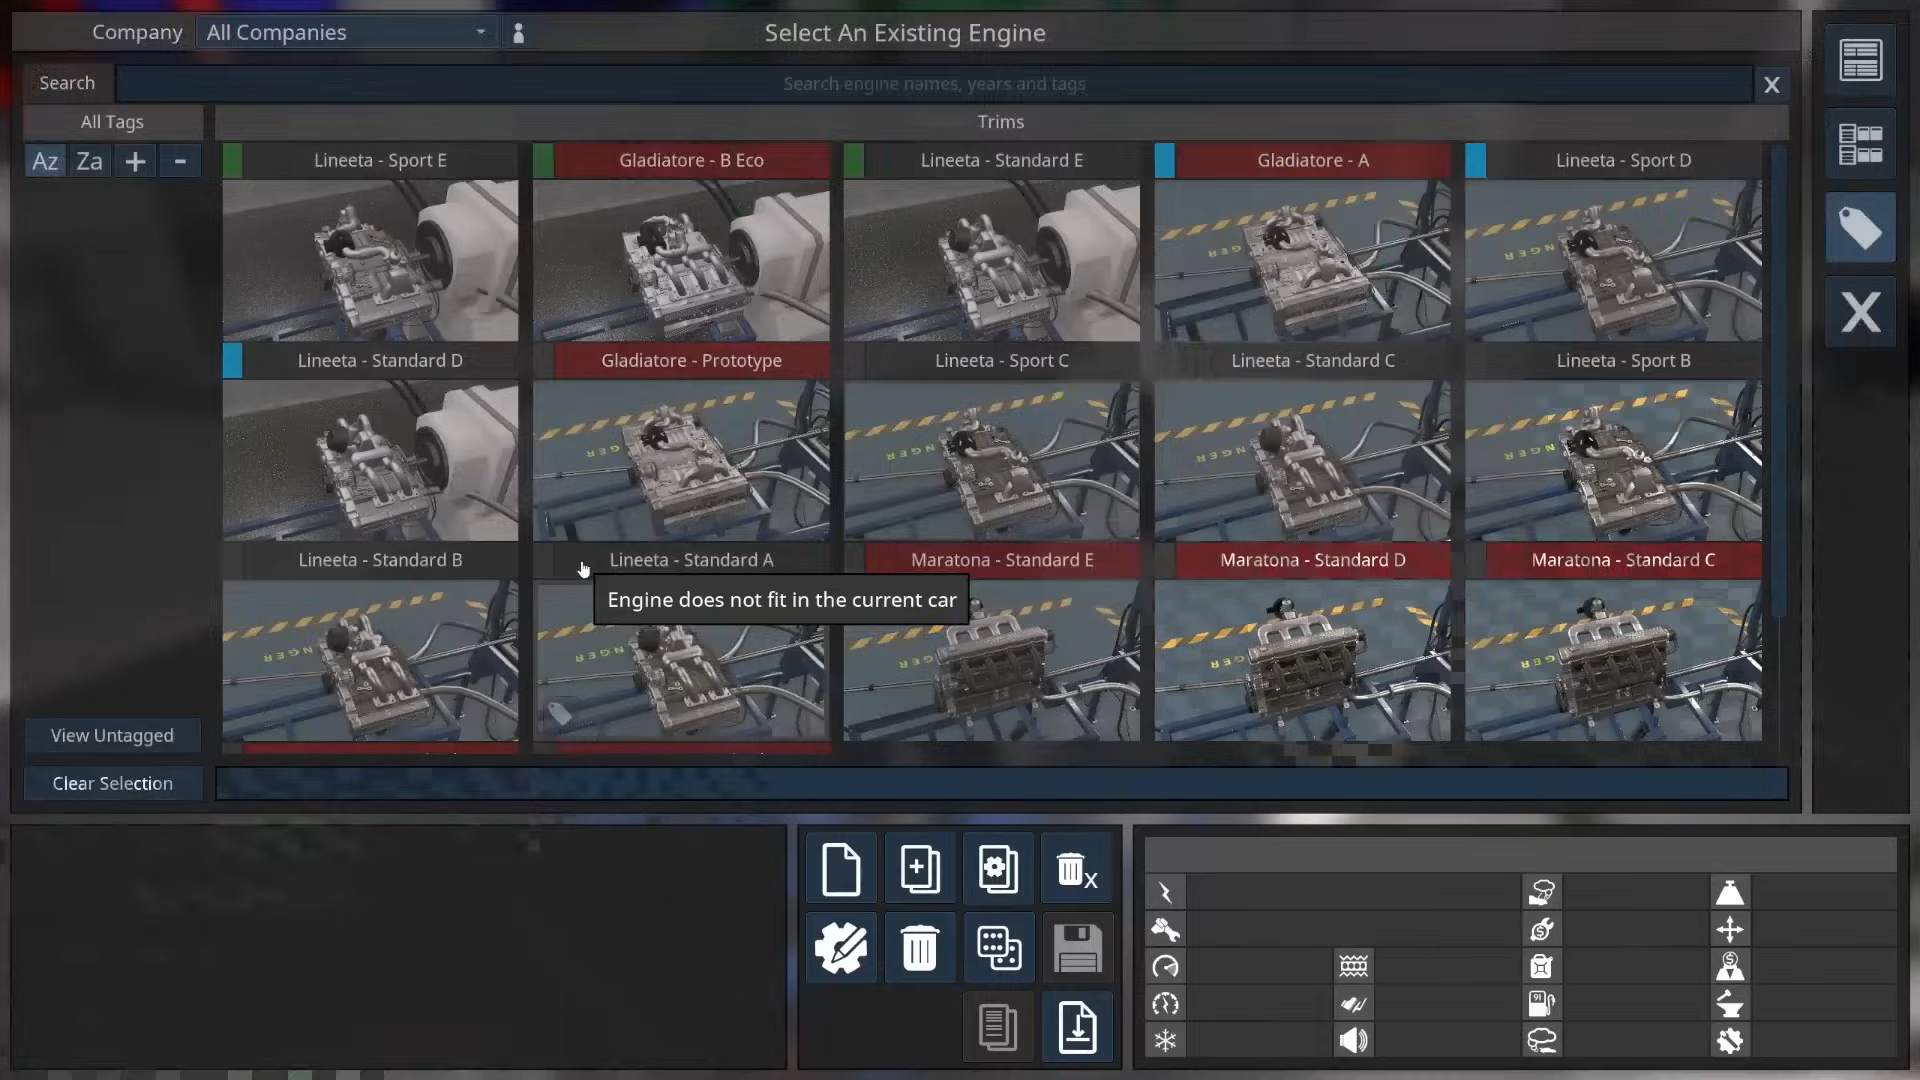 Company All Companies Select An Existing Engine
Search Search engine names, years and tags X
All Tags Trims
Az Za + -
Lineeta - Sport E Gladiatore - B Eco Lineeta - Standard E Gladiatore - A Lineeta - Sport D
Lineeta - Standard D Gladiatore - Prototype Lineeta - Sport C Lineeta - Standard C Lineeta - Sport B
Lineeta - Standard B Lineeta - Standard A Maratona - Standard E Maratona - Standard D Maratona - Standard C
Engine does not fit in the current car
View Untagged
Clear Selection